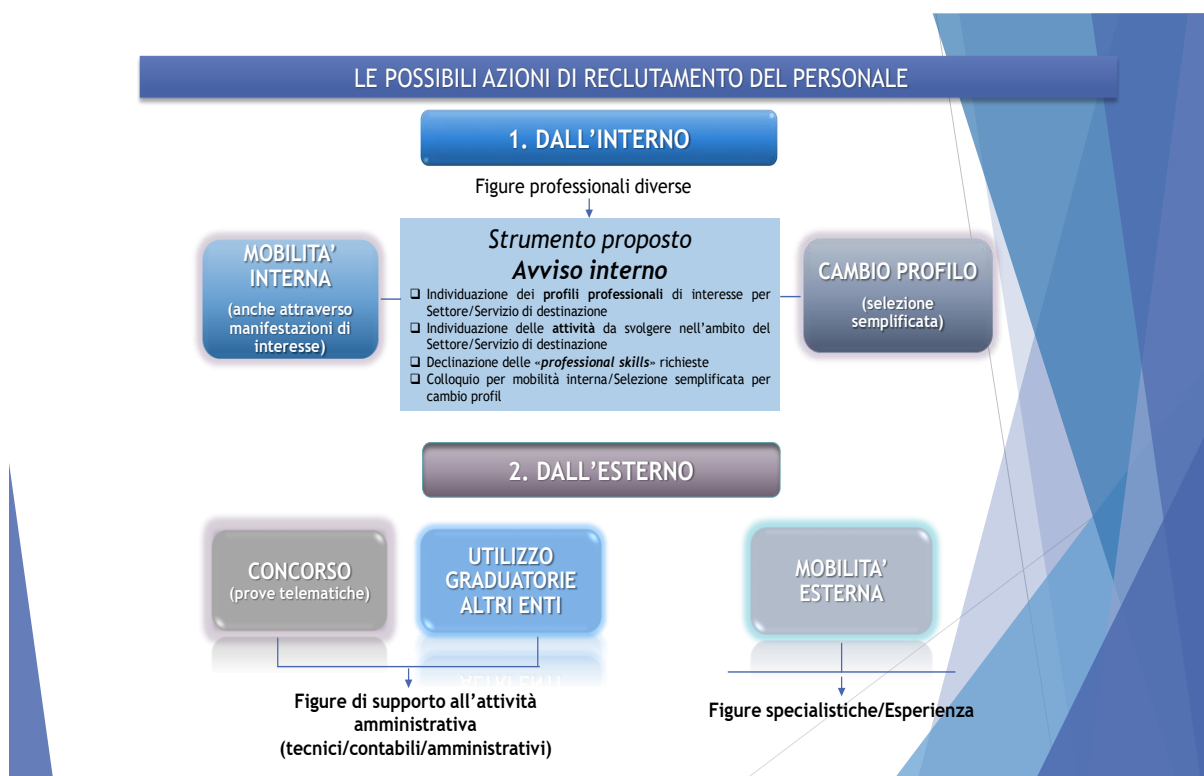 LE POSSIBILI AZIONI DI RECLUTAMENTO DEL PERSONALE
1. DALL'INTERNO
Figure professionali diverse
MOBILITA'
INTERNA
(anche attraverso
manifestazioni di
interesse)
Strumento proposto
Avviso interno
❑ Individuazione dei profili professionali di interesse per
Settore/Servizio di destinazione
❑ Individuazione delle attività da svolgere nell'ambito del
Settore/Servizio di destinazione
❑ Declinazione delle «professional skills» richieste
❑ Colloquio per mobilità interna/Selezione semplificata per
cambio profil
CAMBIO PROFILO
(selezione
semplificata)
2. DALL'ESTERNO
CONCORSO
(prove telematiche)
UTILIZZO
GRADUATORIE
ALTRI ENTI
MOBILITA'
ESTERNA
Figure di supporto all'attività
amministrativa
(tecnici/contabili/amministrativi)
Figure specialistiche/Esperienza